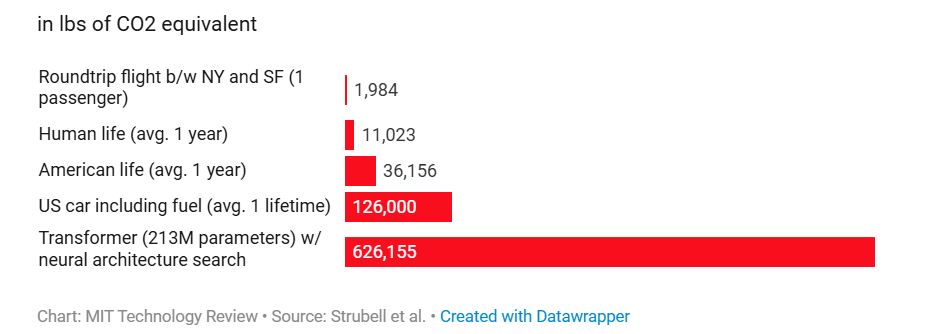 in lbs of CO2 equivalent
Roundtrip flight b/w NY and SF (1
passenger)
1,984
Human life (avg. 1 year)
11,023
American life (avg. 1 year)
36,156
US car including fuel (avg. 1 lifetime)
126,000
Transformer (213M parameters) w/
neural architecture search
626,155
Chart: MIT Technology Review • Source: Strubell et al. • Created with Datawrapper